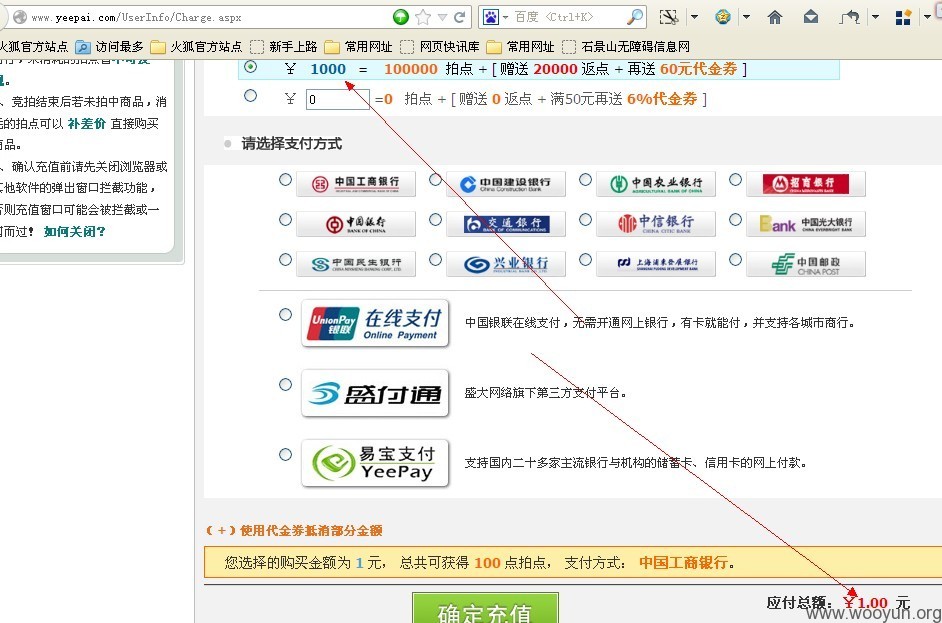 www.yeepai.com/UserInfo/Charge.aspx
百度 <Ctrl+K>
火狐官方站点 访问最多 火狐官方站点 新手上路 常用网址 网页快讯库 常用网址 石景山无障碍信息网
¥ 1000 = 100000 拍点 + [ 赠送 20000 返点 + 再送 60元代金券 ]
¥ 0 =0 拍点 + [ 赠送 0 返点 + 满50元再送 6%代金券 ]
、竞拍结束后若未拍中商品，消
的拍点可以 补差价 直接购买
商品。
、确认充值前请先关闭浏览器或
其他软件的弹出窗口拦截功能，
否则充值窗口可能会被拦截或一
闪而过！ 如何关闭？
请选择支付方式
中国工商银行 中国建设银行 China Construction Bank 中国农业银行 AGRICULTURAL BANK OF CHINA 招商银行
中国银行 BANK OF CHINA 交通银行 BANK OF COMMUNICATIONS 中信银行 CHINA CITIC BANK Bank 中国光大银行 CHINA EVERBRIGHT BANK
中国民生银行 CHINA MINSHENG BANKING CORP., LTD. 兴业银行 INDUSTRIAL BANK CO.,LTD. 上海浦东发展银行 SHANGHAI PUDONG DEVELOPMENT BANK 中国邮政 CHINA POST
UnionPay 银联 在线支付 Online Payment 中国银联在线支付，无需开通网上银行，有卡就能付，并支持各城市商行。
盛付通 盛大网络旗下第三方支付平台。
易宝支付 YeePay 支持国内二十多家主流银行与机构的储蓄卡、信用卡的网上付款。
(+) 使用代金券抵消部分金额
您选择的购买金额为 1 元， 总共可获得 100 点拍点， 支付方式： 中国工商银行。
应付总额： ¥1.00 元
确定充值
www.wooyun.org